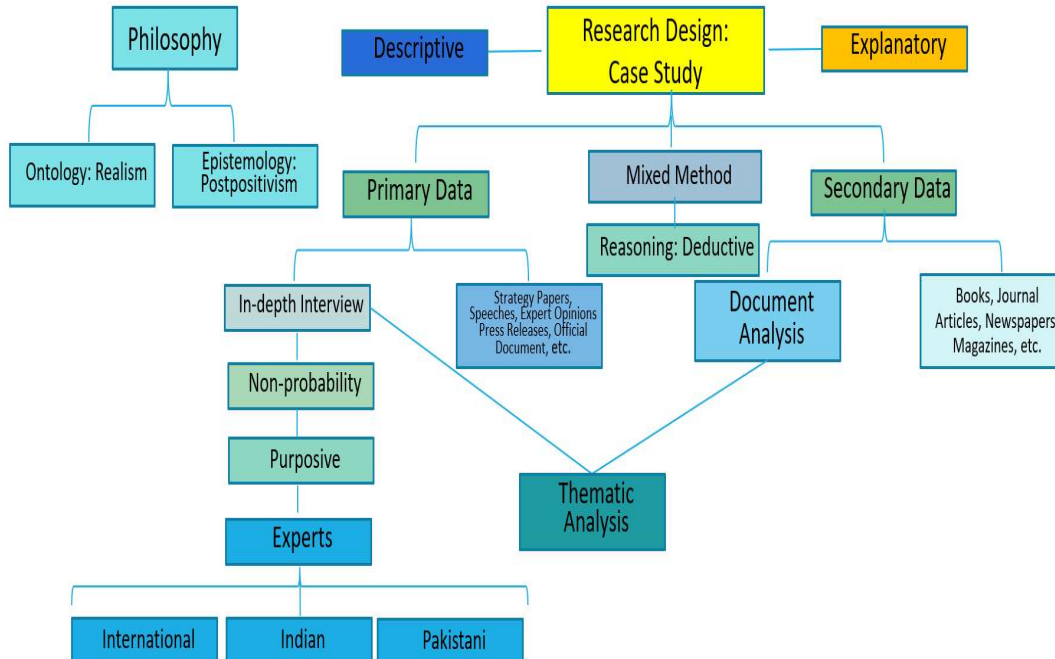 Philosophy
Descriptive
Research Design:
Case Study
Explanatory
Ontology: Realism
Epistemology:
Postpositivism
Primary Data
Mixed Method
Secondary Data
Reasoning: Deductive
In-depth Interview
Strategy Papers,
Speeches, Expert Opinions
Press Releases, Official
Document, etc.
Document
Analysis
Books, Journal
Articles, Newspapers
Magazines, etc.
Non-probability
Purposive
Thematic
Analysis
Experts
International
Indian
Pakistani